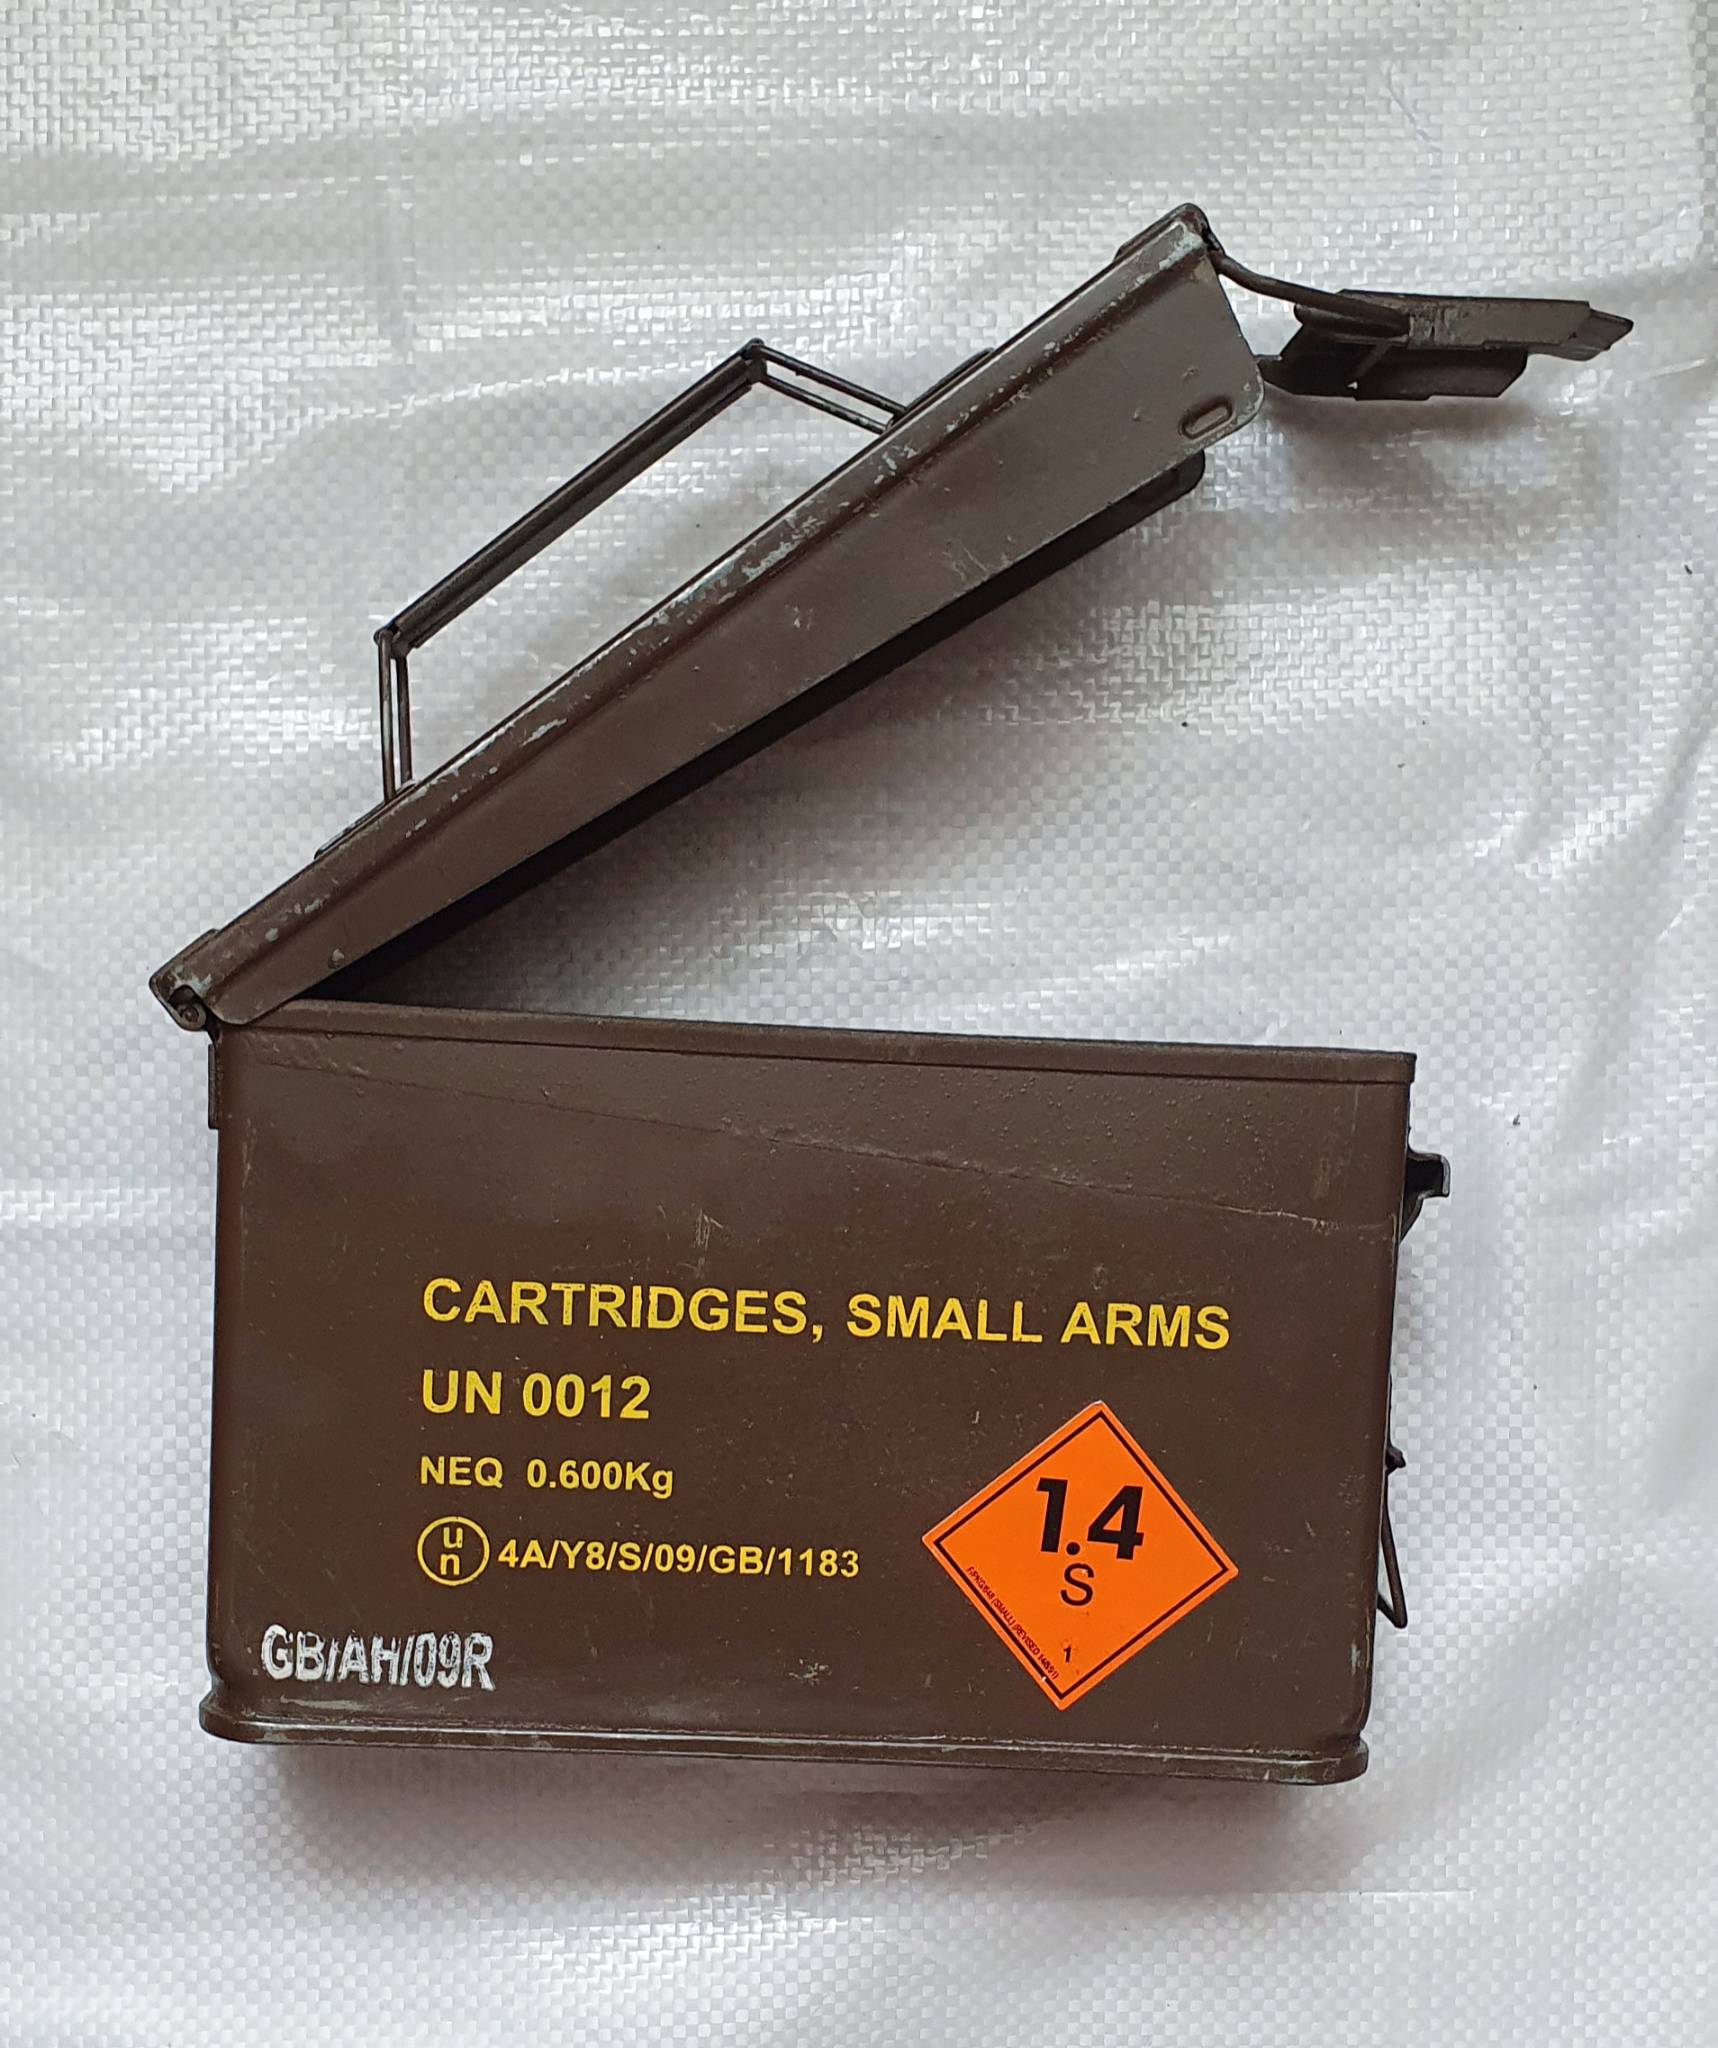 CARTRIDGES, SMALL ARMS
UN 0012
NEQ 0.600Kg
un 4A/Y8/S/09/GB/1183
1.4
S
1
GB/AH/09R